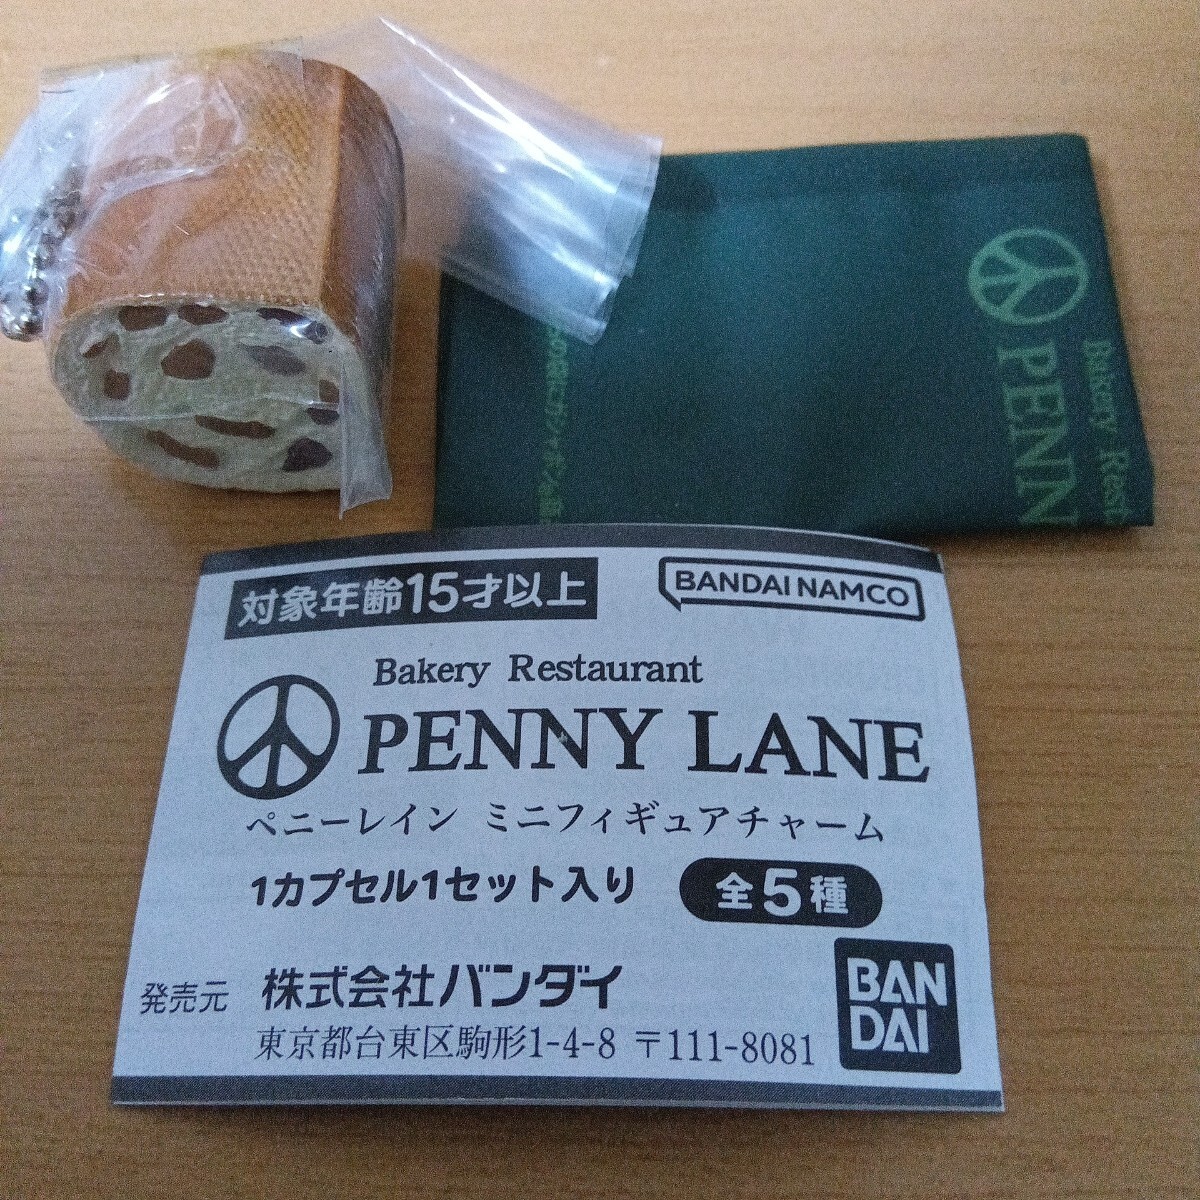 Bakery Rest
PENN
対象年齢15才以上
BANDAI NAMCO
Bakery Restaurant
PENNY LANE
ペニーレイン ミニフィギュアチャーム
1カプセル1セット入り
全5種
発売元 株式会社バンダイ
東京都台東区駒形1-4-8 〒111-8081
BAN
DAI